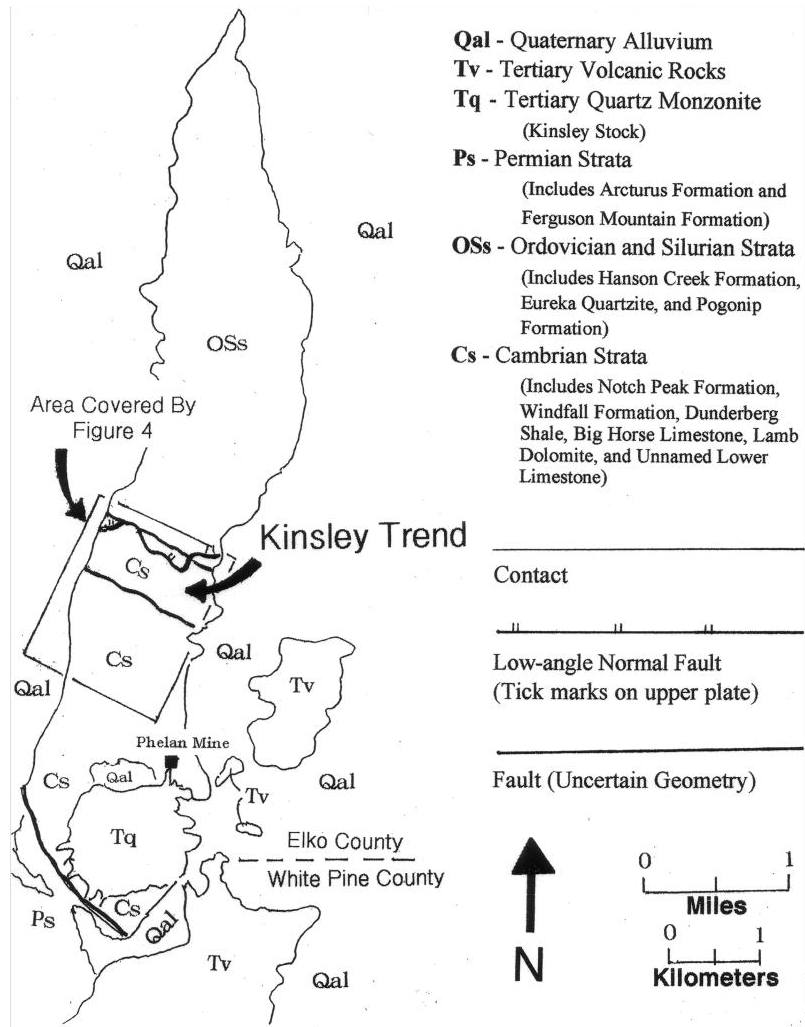 Qal - Quaternary Alluvium
Tv - Tertiary Volcanic Rocks
Tq - Tertiary Quartz Monzonite
(Kinsley Stock)
Ps - Permian Strata
(Includes Arcturus Formation and
Ferguson Mountain Formation)
OSs - Ordovician and Silurian Strata
(Includes Hanson Creek Formation,
Eureka Quartzite, and Pogonip
Formation)
Cs - Cambrian Strata
(Includes Notch Peak Formation,
Windfall Formation, Dunderberg
Shale, Big Horse Limestone, Lamb
Dolomite, and Unnamed Lower
Limestone)
Contact
Low-angle Normal Fault
(Tick marks on upper plate)
Fault (Uncertain Geometry)
Qal
Qal
OSs
Area Covered By
Figure 4
Kinsley Trend
Cs
Cs
Qal
Qal
Tv
Phelan Mine
Cs
Qal
Tv
Qal
Tq
Elko County
White Pine County
Cs
Ps
Qal
Tv
Qal
N
0 1
Miles
0 1
Kilometers